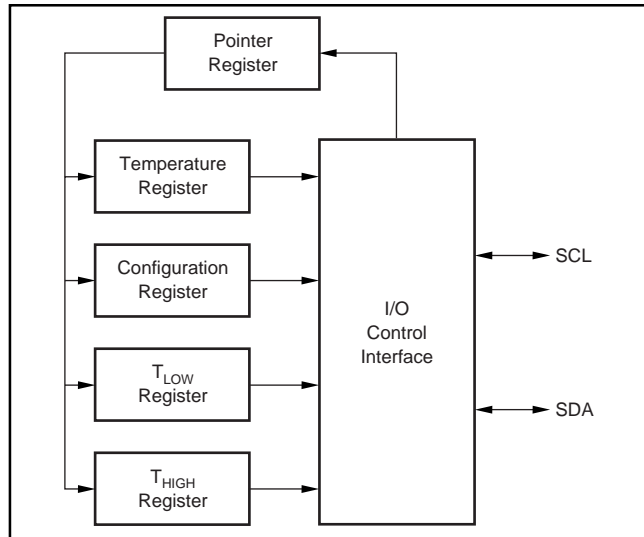 Pointer
Register
Temperature
Register
Configuration
Register
TLOW
Register
THIGH
Register
I/O
Control
Interface
SCL
SDA